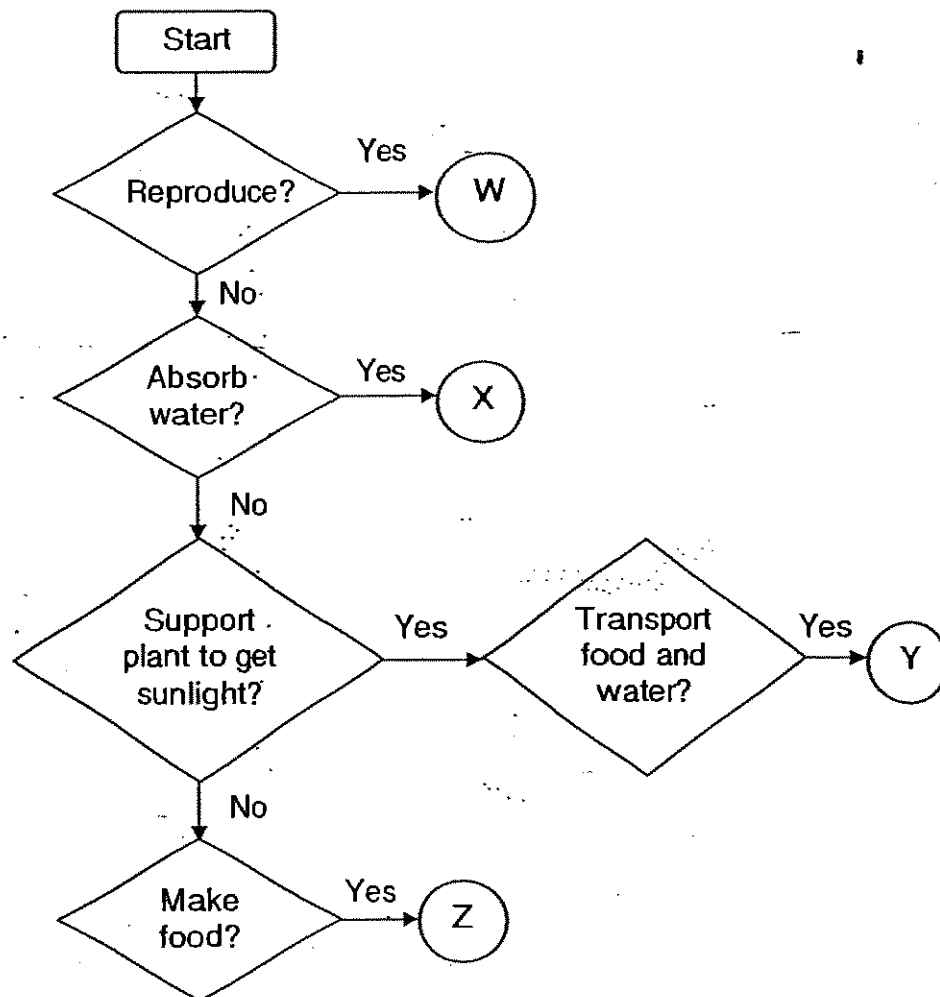 Start
Reproduce?
Yes
W
No
Absorb
water?
Yes
X
No
Support
plant to get
sunlight?
Yes
Transport
food and
water?
Yes
Y
No
Make
food?
Yes
Z